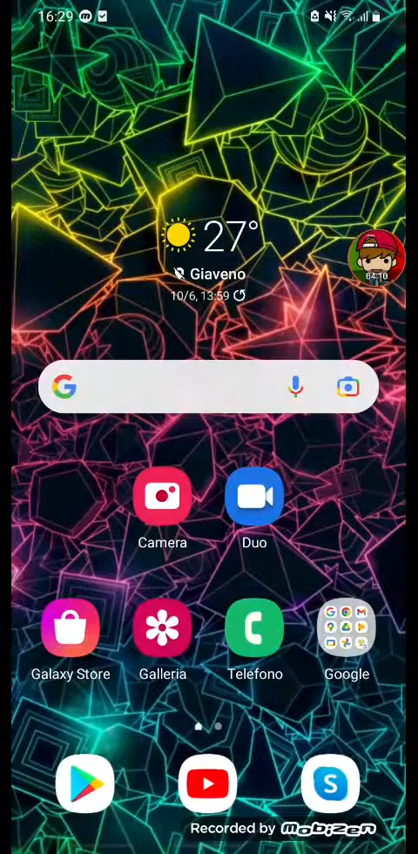 16:29
27°
Giaveno
10/6, 13:59
64:10
Camera
Duo
Galaxy Store
Galleria
Telefono
Google
Recorded by MOBIZEN